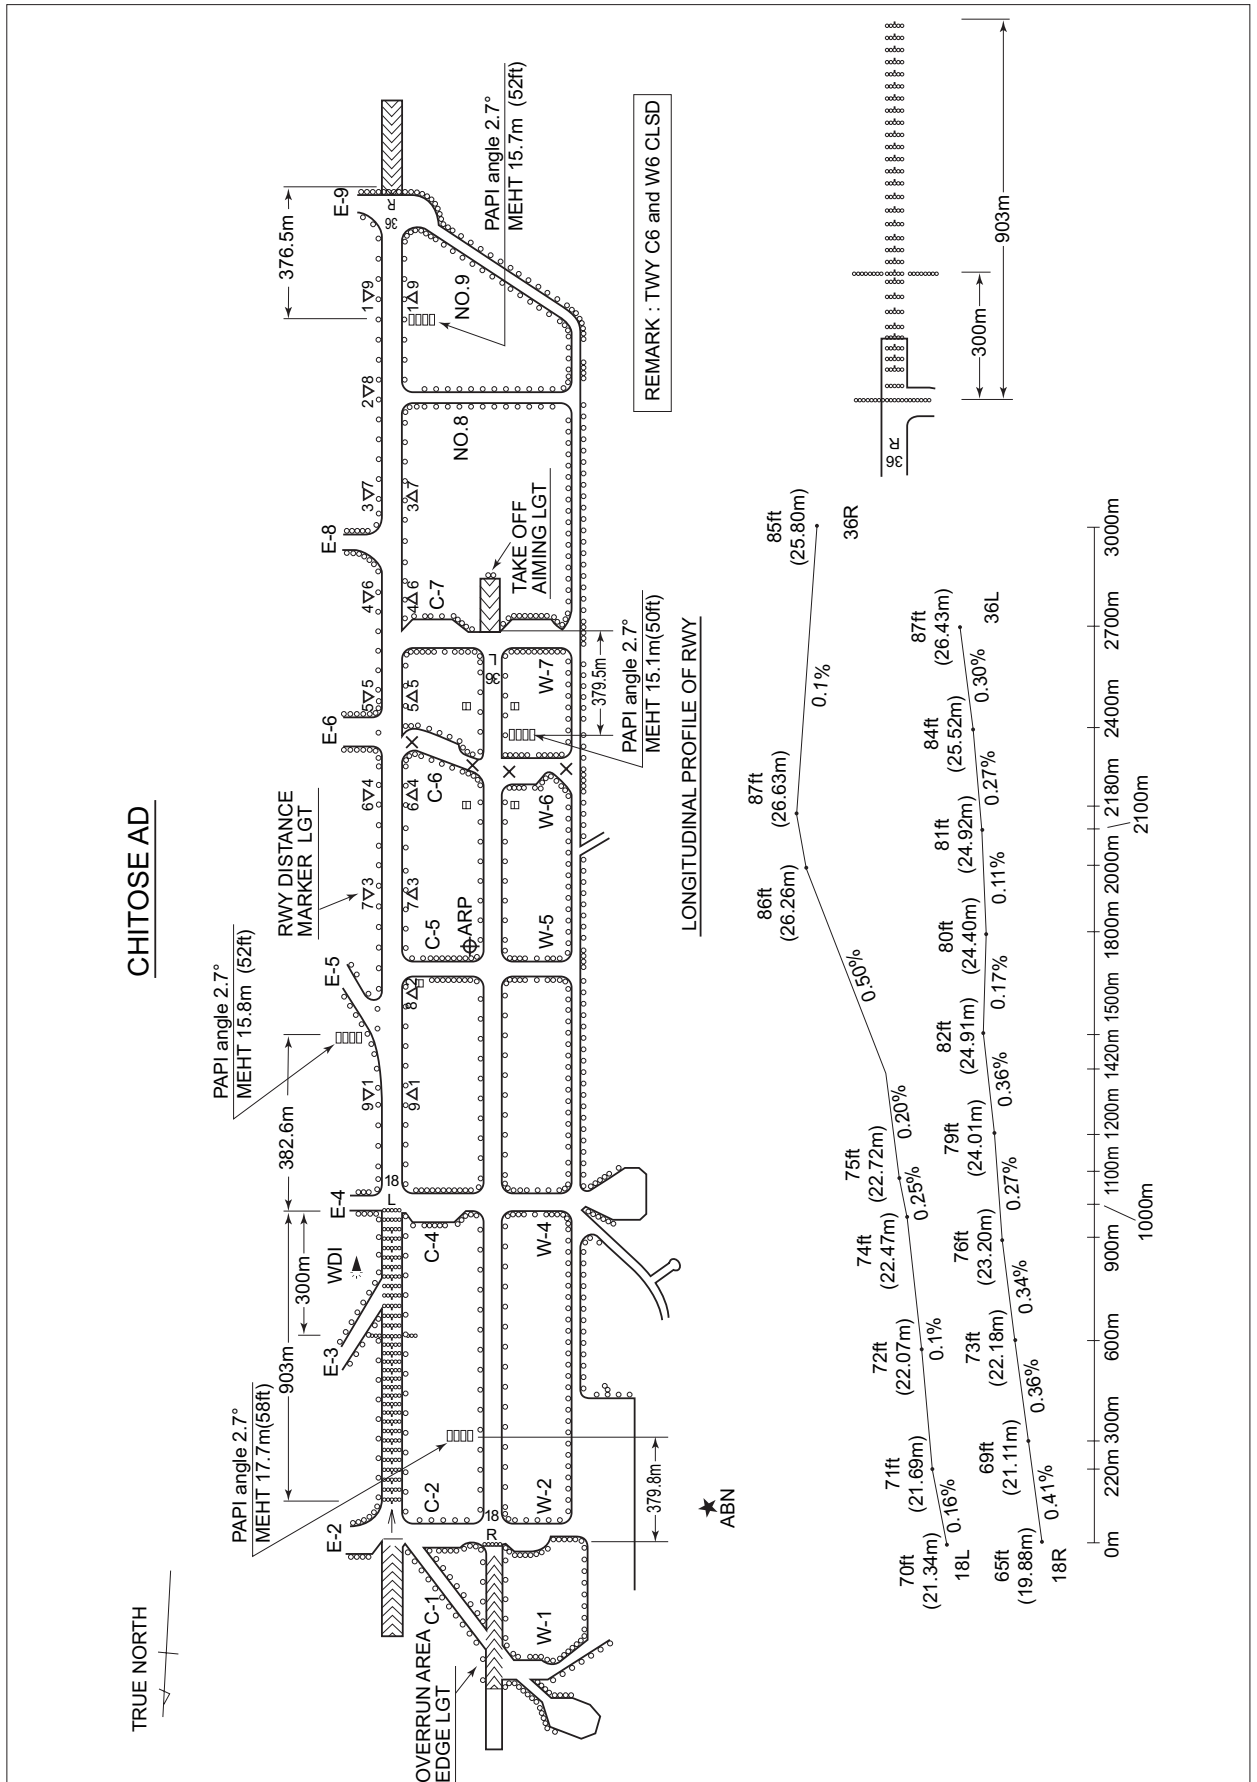 CHITOSE AD
TRUE NORTH
PAPI angle 2.7°
MEHT 17.7m(58ft)
PAPI angle 2.7°
MEHT 15.8m (52ft)
RWY DISTANCE
MARKER LGT
903m
300m
382.6m
376.5m
WDI
E-2
E-3
E-4
E-5
E-6
E-8
E-9
18
L
36
R
9 1
8 2
7 3
6 4
5 5
4 6
3 7
2 8
1 9
9 1
7 3
6 4
5 5
4 6
3 7
1 9
OVERRUN AREA
EDGE LGT
C-1
C-2
C-4
C-5
ARP
C-6
C-7
NO.8
NO.9
PAPI angle 2.7°
MEHT 15.7m (52ft)
18
R
36
L
TAKE OFF
AIMING LGT
W-1
W-2
W-4
W-5
W-6
W-7
379.8m
379.5m
PAPI angle 2.7°
MEHT 15.1m(50ft)
REMARK : TWY C6 and W6 CLSD
ABN
LONGITUDINAL PROFILE OF RWY
70ft
(21.34m)
18L
0.16%
71ft
(21.69m)
0.1%
72ft
(22.07m)
74ft
(22.47m)
0.25%
75ft
(22.72m)
0.20%
0.50%
86ft
(26.26m)
87ft
(26.63m)
0.1%
85ft
(25.80m)
36R
65ft
(19.88m)
18R
0.41%
69ft
(21.11m)
0.36%
73ft
(22.18m)
0.34%
76ft
(23.20m)
0.27%
79ft
(24.01m)
0.36%
82ft
(24.91m)
0.17%
80ft
(24.40m)
0.11%
81ft
(24.92m)
0.27%
84ft
(25.52m)
0.30%
87ft
(26.43m)
36L
0m
220m
300m
600m
900m
1000m
1100m
1200m
1420m
1500m
1800m
2000m
2100m
2180m
2400m
2700m
3000m
36
R
300m
903m